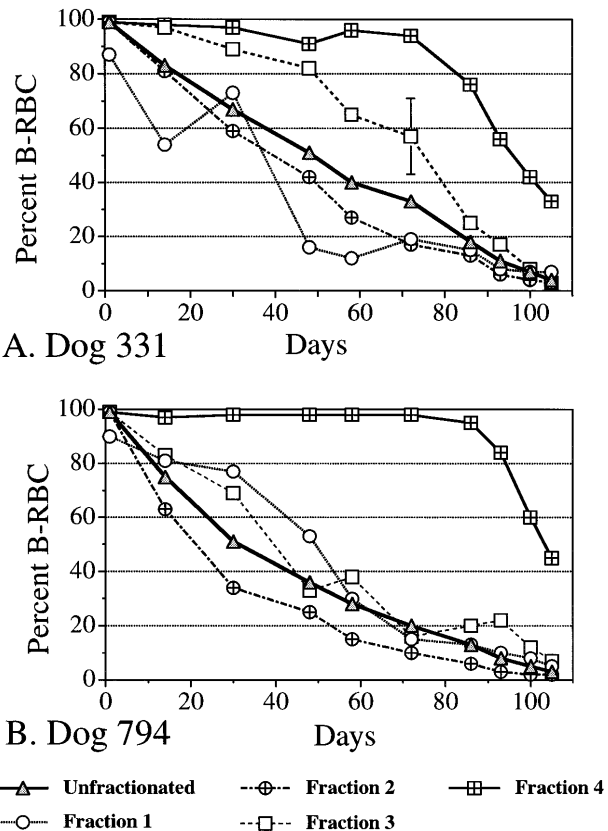 100
80
60
40
20
0
Percent B-RBC
0 20 40 60 80 100
Days
A. Dog 331
100
80
60
40
20
0
Percent B-RBC
0 20 40 60 80 100
Days
B. Dog 794
Unfractionated Fraction 2 Fraction 4
Fraction 1 Fraction 3